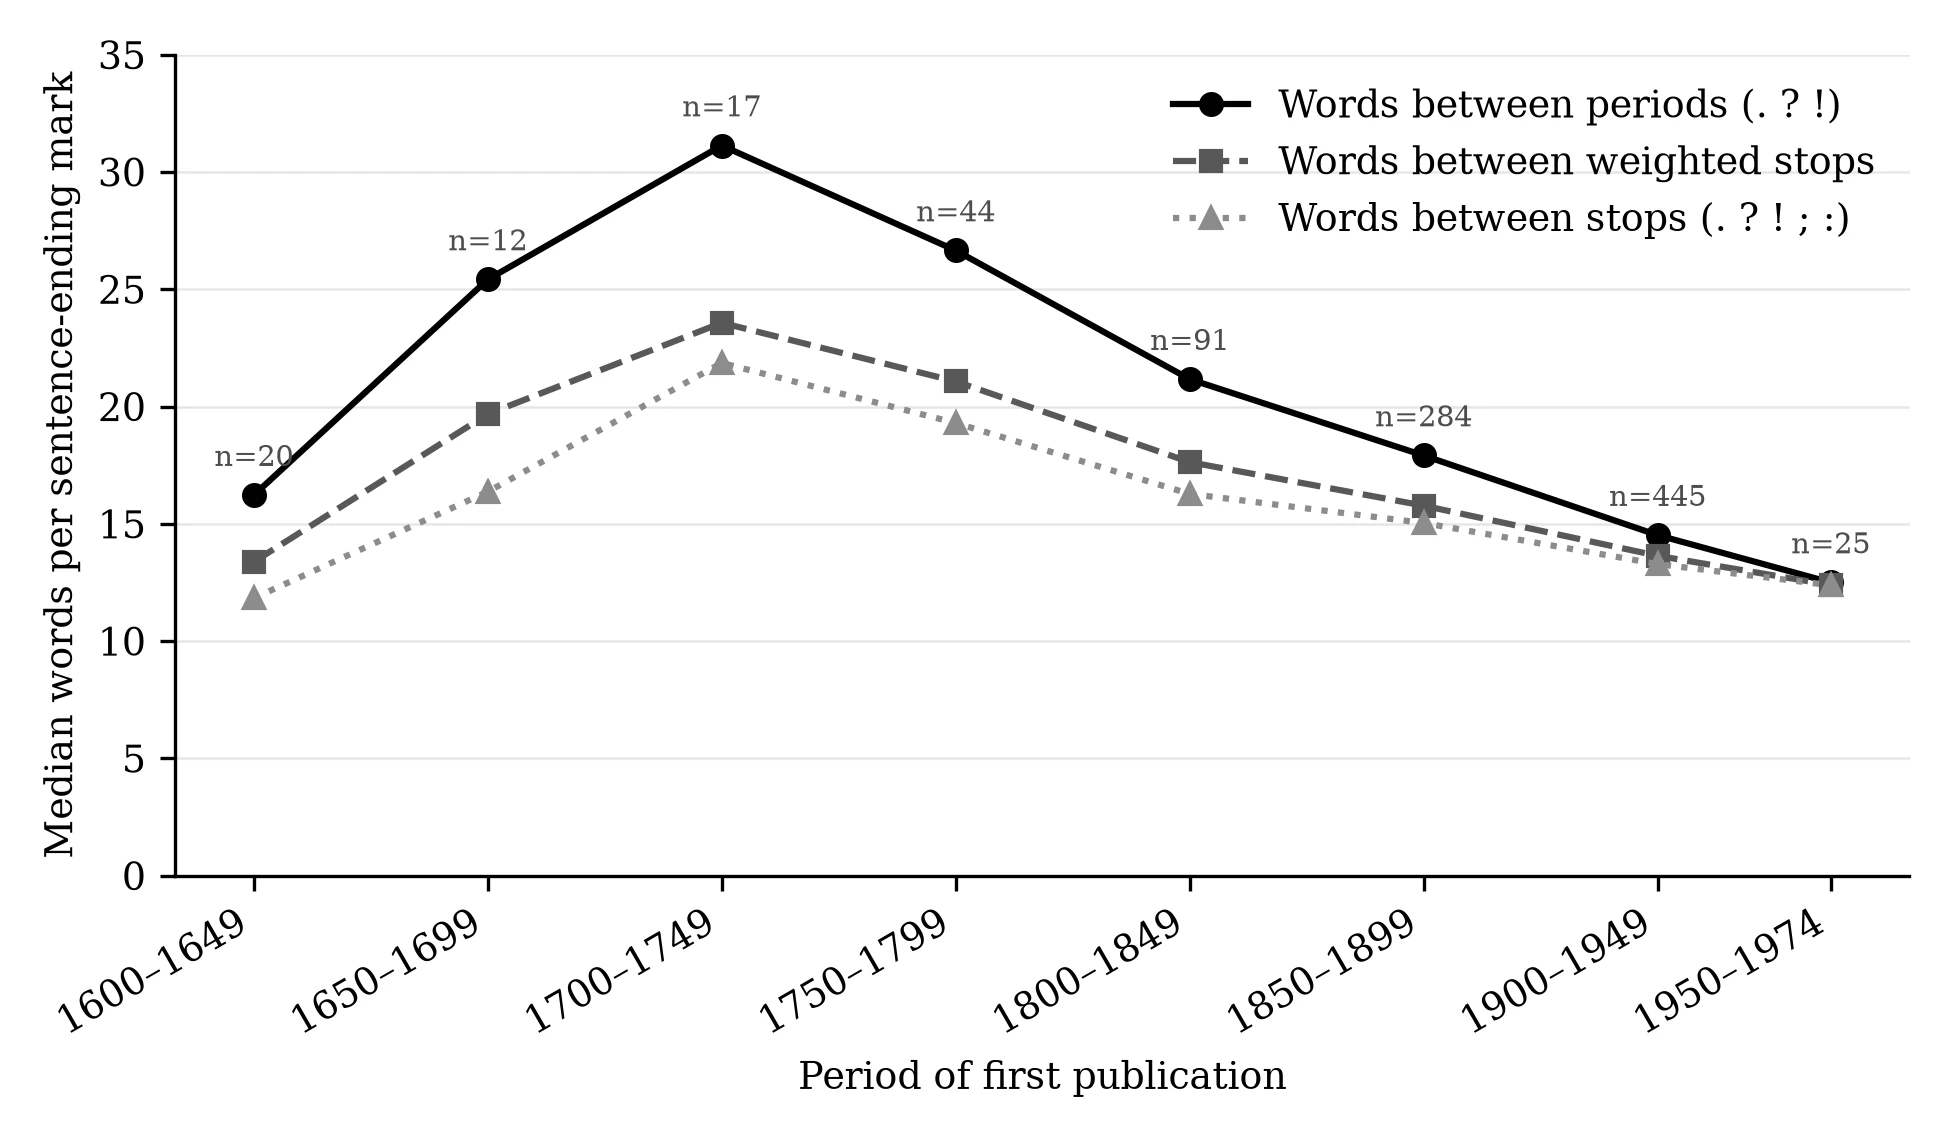 Median words per sentence-ending mark
35
30
25
20
15
10
5
0
n=20
n=12
n=17
n=44
n=91
n=284
n=445
n=25
Words between periods (. ? !)
Words between weighted stops
Words between stops (. ? ! ; :)
1600–1649
1650–1699
1700–1749
1750–1799
1800–1849
1850–1899
1900–1949
1950–1974
Period of first publication